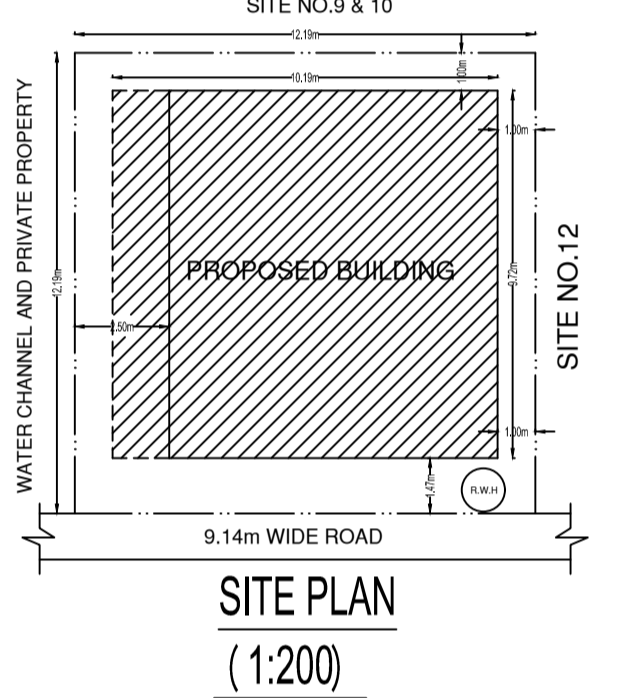 SITE NO.9 & 10
12.19m
1.00m
10.19m
1.00m
WATER CHANNEL AND PRIVATE PROPERTY
12.19m
PROPOSED BUILDING
9.72m
SITE NO.12
2.50m
1.00m
1.47m
R.W.H
9.14m WIDE ROAD
SITE PLAN
(1:200)